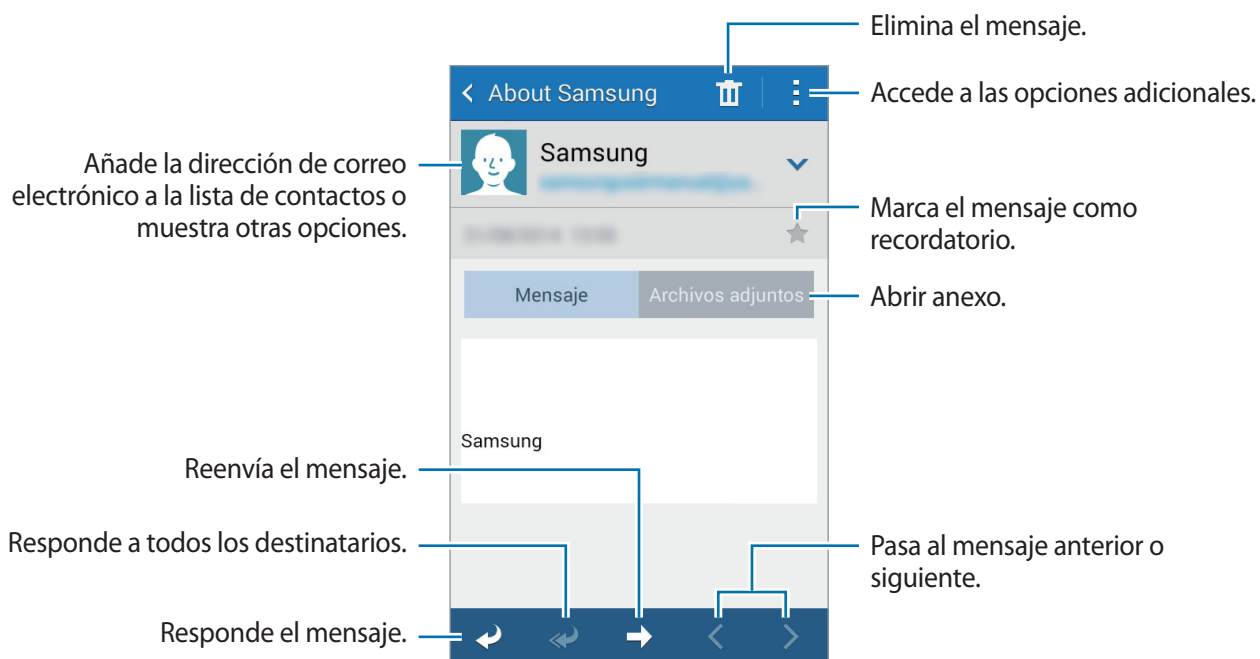 Elimina el mensaje.
About Samsung
Accede a las opciones adicionales.
Añade la dirección de correo
electrónico a la lista de contactos o
muestra otras opciones.
Samsung
Marca el mensaje como
recordatorio.
Mensaje
Archivos adjuntos
Abrir anexo.
Samsung
Reenvía el mensaje.
Responde a todos los destinatarios.
Pasa al mensaje anterior o
siguiente.
Responde el mensaje.